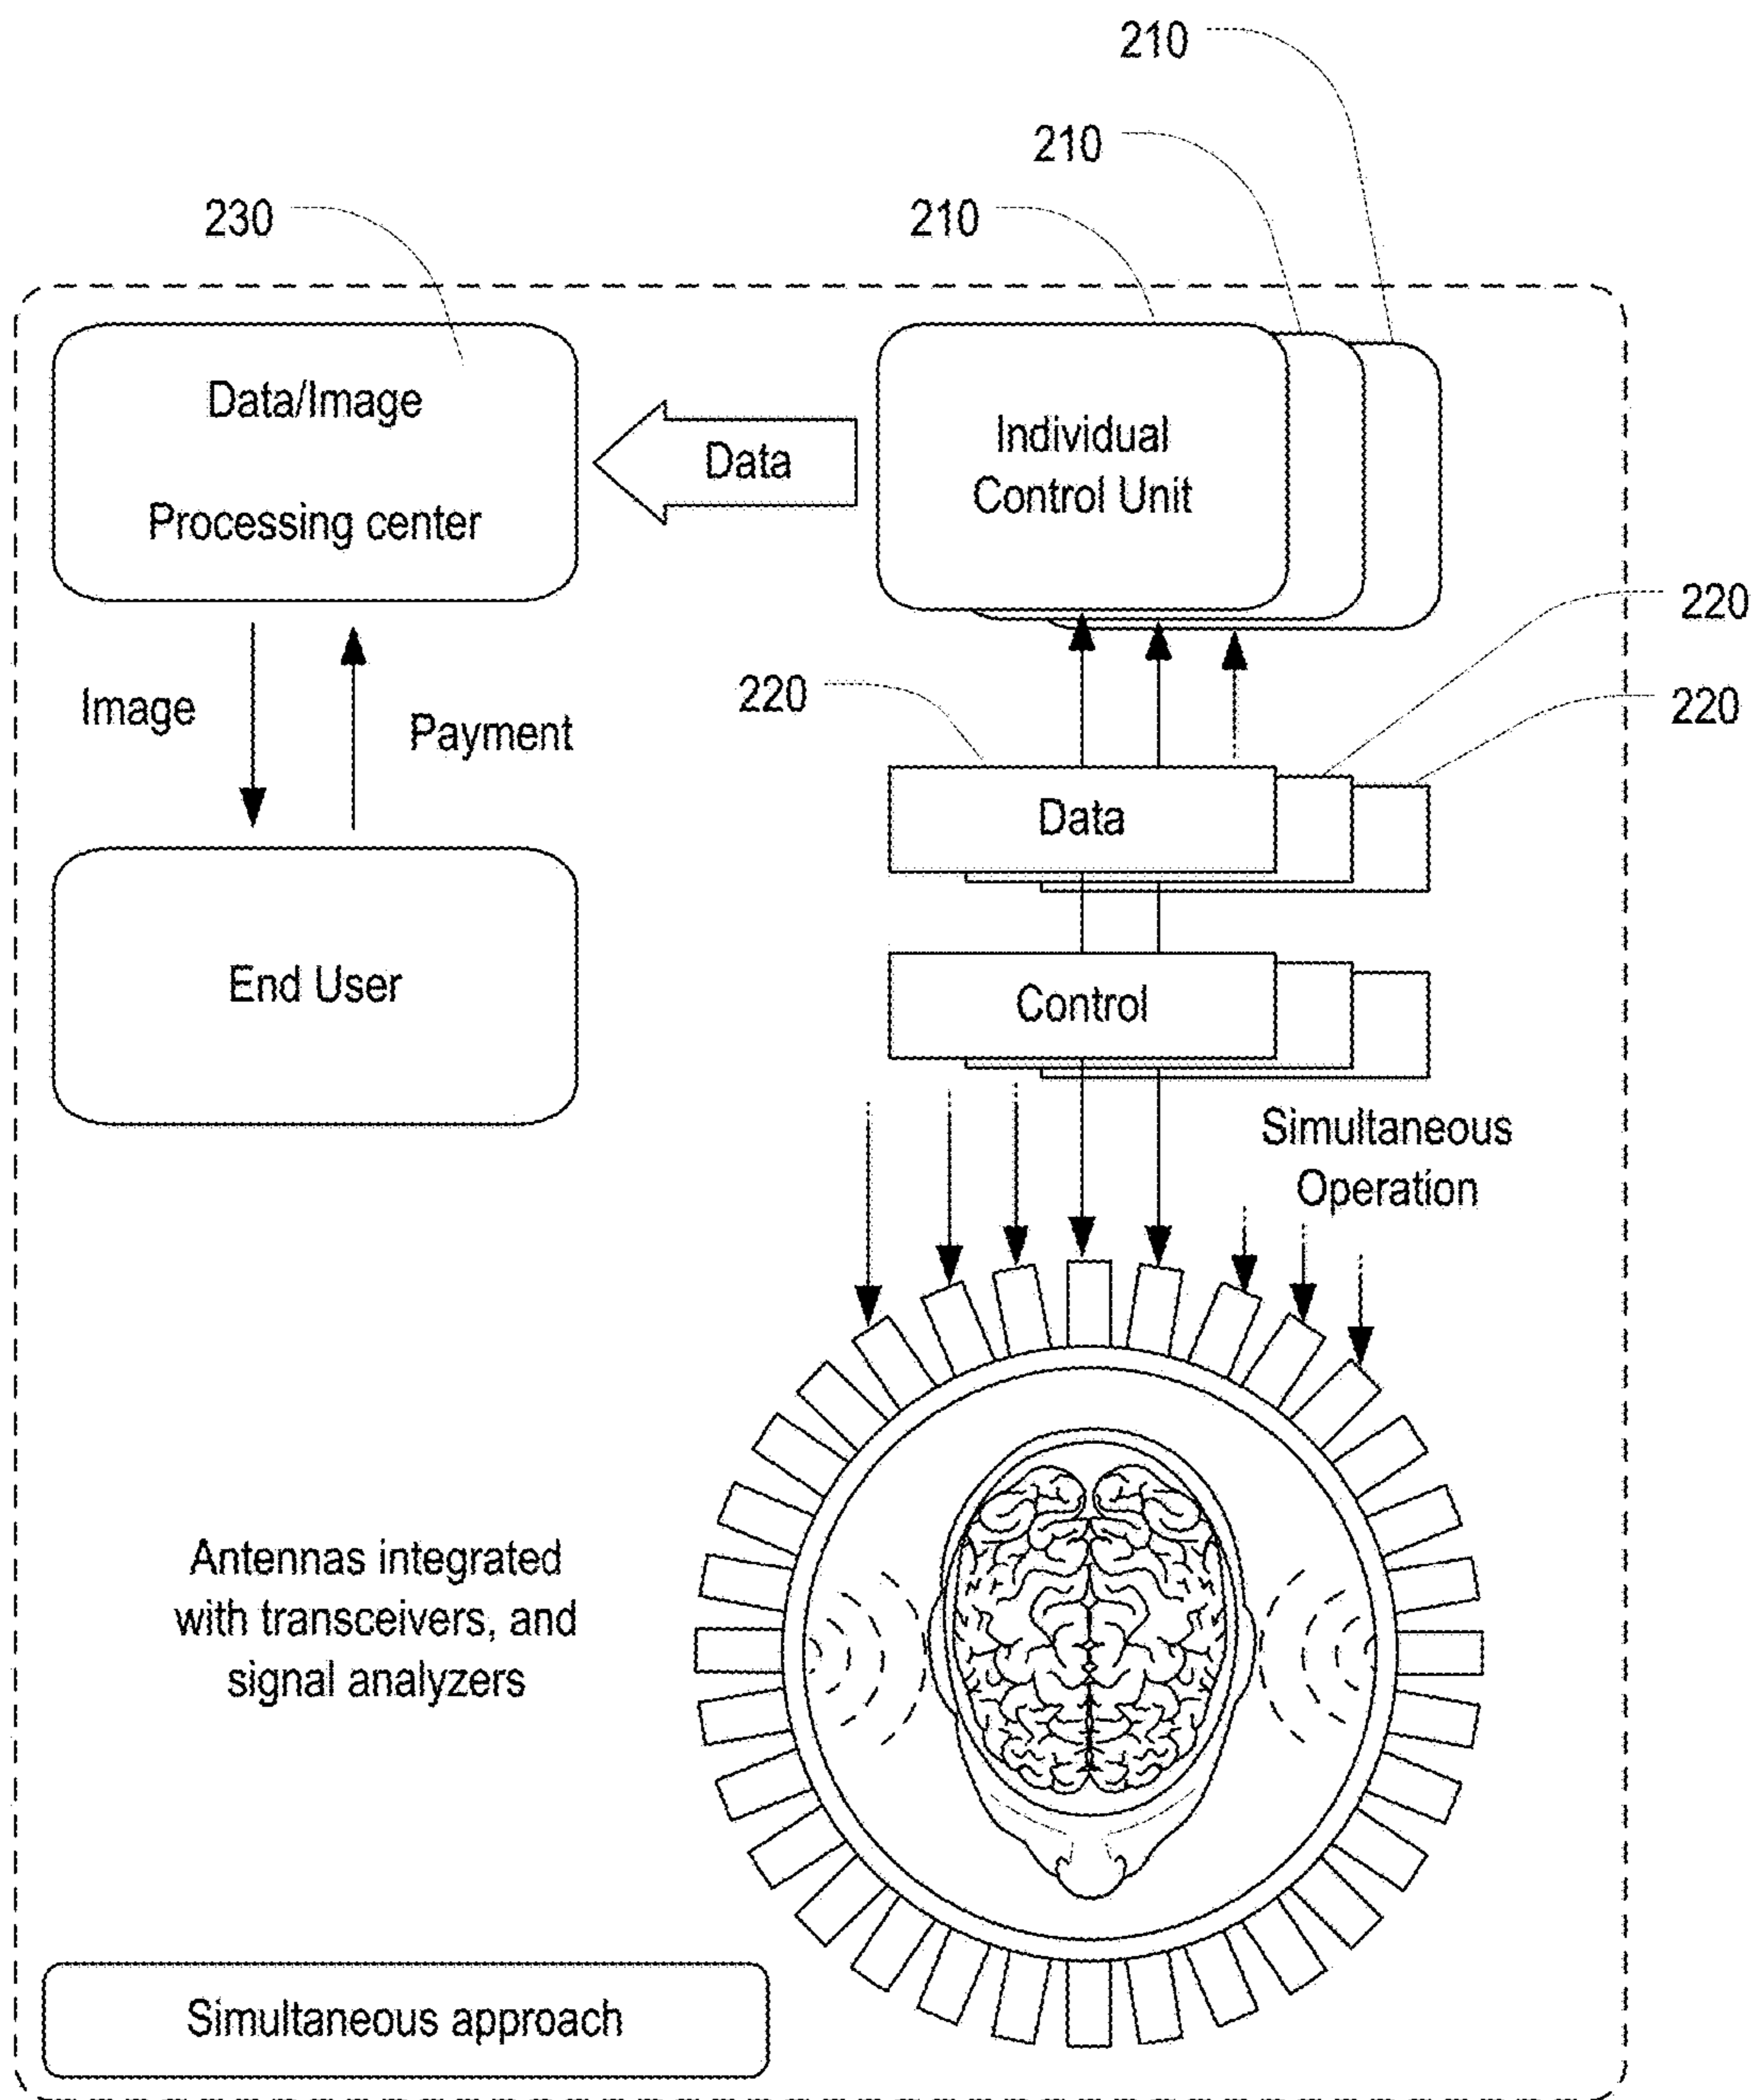 210
210
230
210
Data/Image
Processing center
Data
Individual
Control Unit
220
220
220
Image
Payment
Data
End User
Control
Simultaneous
Operation
Antennas integrated
with transceivers, and
signal analyzers
Simultaneous approach